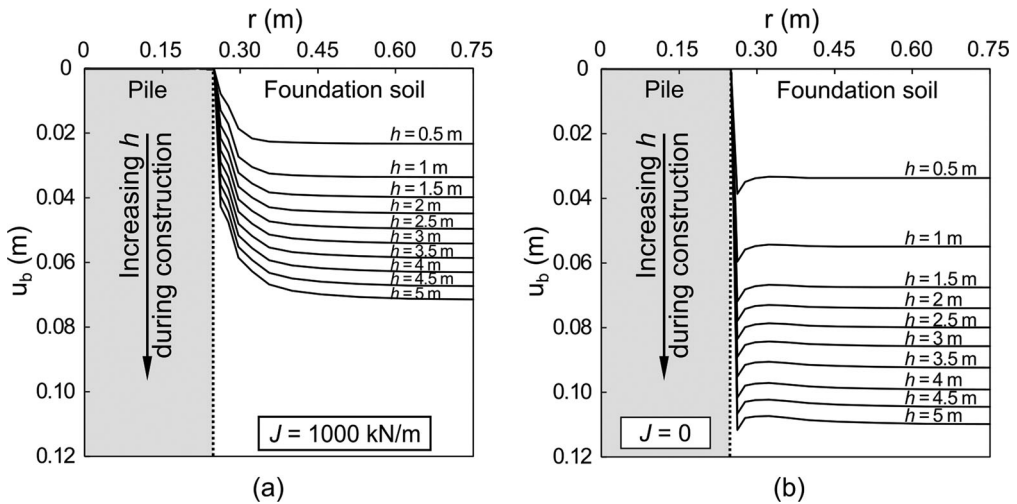 r (m)
0 0.15 0.30 0.45 0.60 0.75
0
0.02
0.04
0.06
0.08
0.10
0.12
u_b (m)
Pile
Foundation soil
Increasing h
during construction
h = 0.5 m
h = 1 m
h = 1.5 m
h = 2 m
h = 2.5 m
h = 3 m
h = 3.5 m
h = 4 m
h = 4.5 m
h = 5 m
J = 1000 kN/m
(a)
r (m)
0 0.15 0.30 0.45 0.60 0.75
0
0.02
0.04
0.06
0.08
0.10
0.12
u_b (m)
Pile
Foundation soil
Increasing h
during construction
h = 0.5 m
h = 1 m
h = 1.5 m
h = 2 m
h = 2.5 m
h = 3 m
h = 3.5 m
h = 4 m
h = 4.5 m
h = 5 m
J = 0
(b)